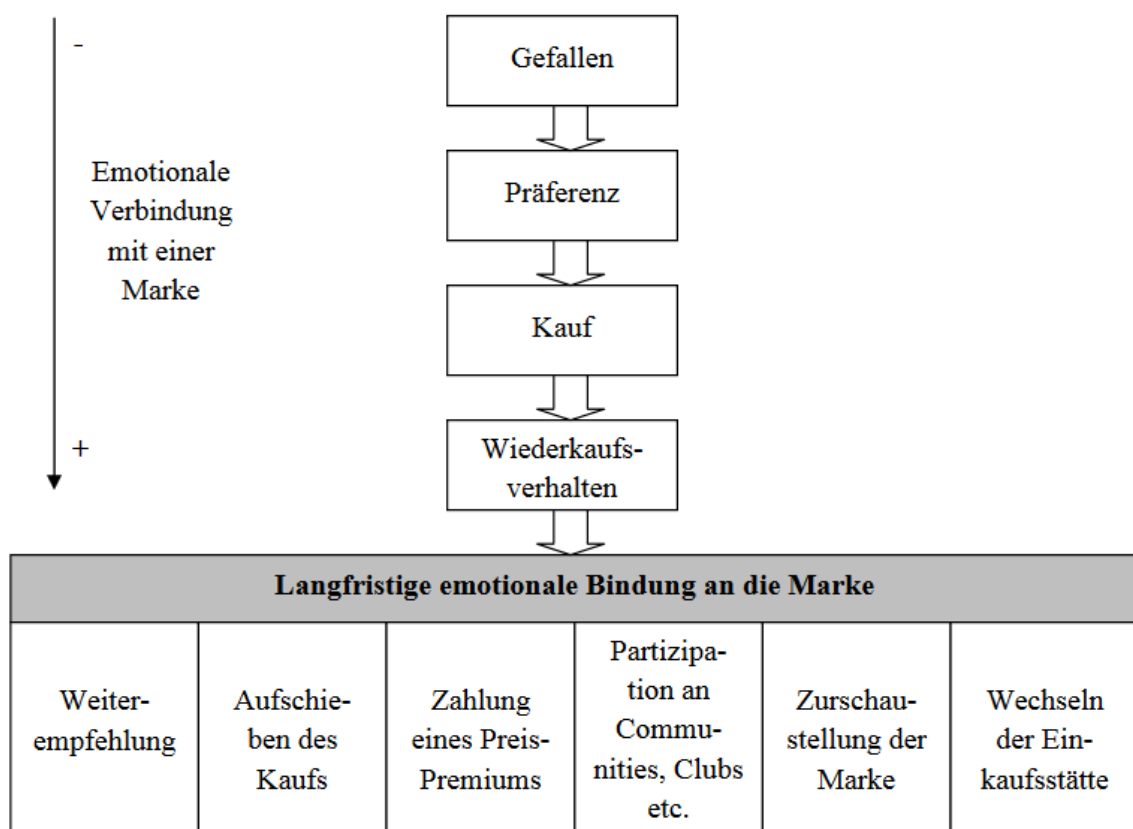 -
Gefallen
Emotionale
Verbindung
mit einer
Marke
Präferenz
Kauf
+
Wiederkaufs-
verhalten
Langfristige emotionale Bindung an die Marke
Weiter-
empfehlung
Aufschie-
ben des
Kaufs
Zahlung
eines Preis-
Premiums
Partizipa-
tion an
Commu-
nities, Clubs
etc.
Zurschau-
stellung der
Marke
Wechseln
der Ein-
kaufsstätte